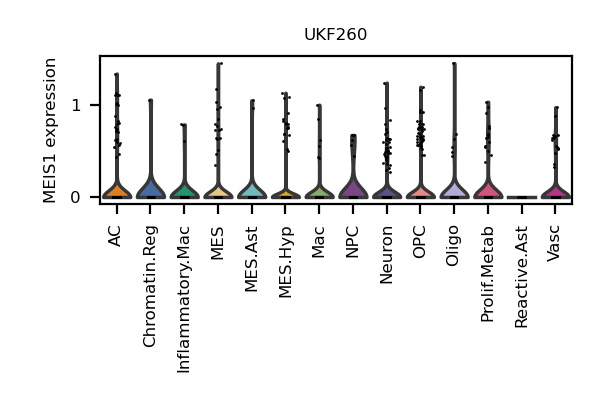 UKF260
MEIS1 expression
1
0
AC
Chromatin.Reg
Inflammatory.Mac
MES
MES.Ast
MES.Hyp
Mac
NPC
Neuron
OPC
Oligo
Prolif.Metab
Reactive.Ast
Vasc